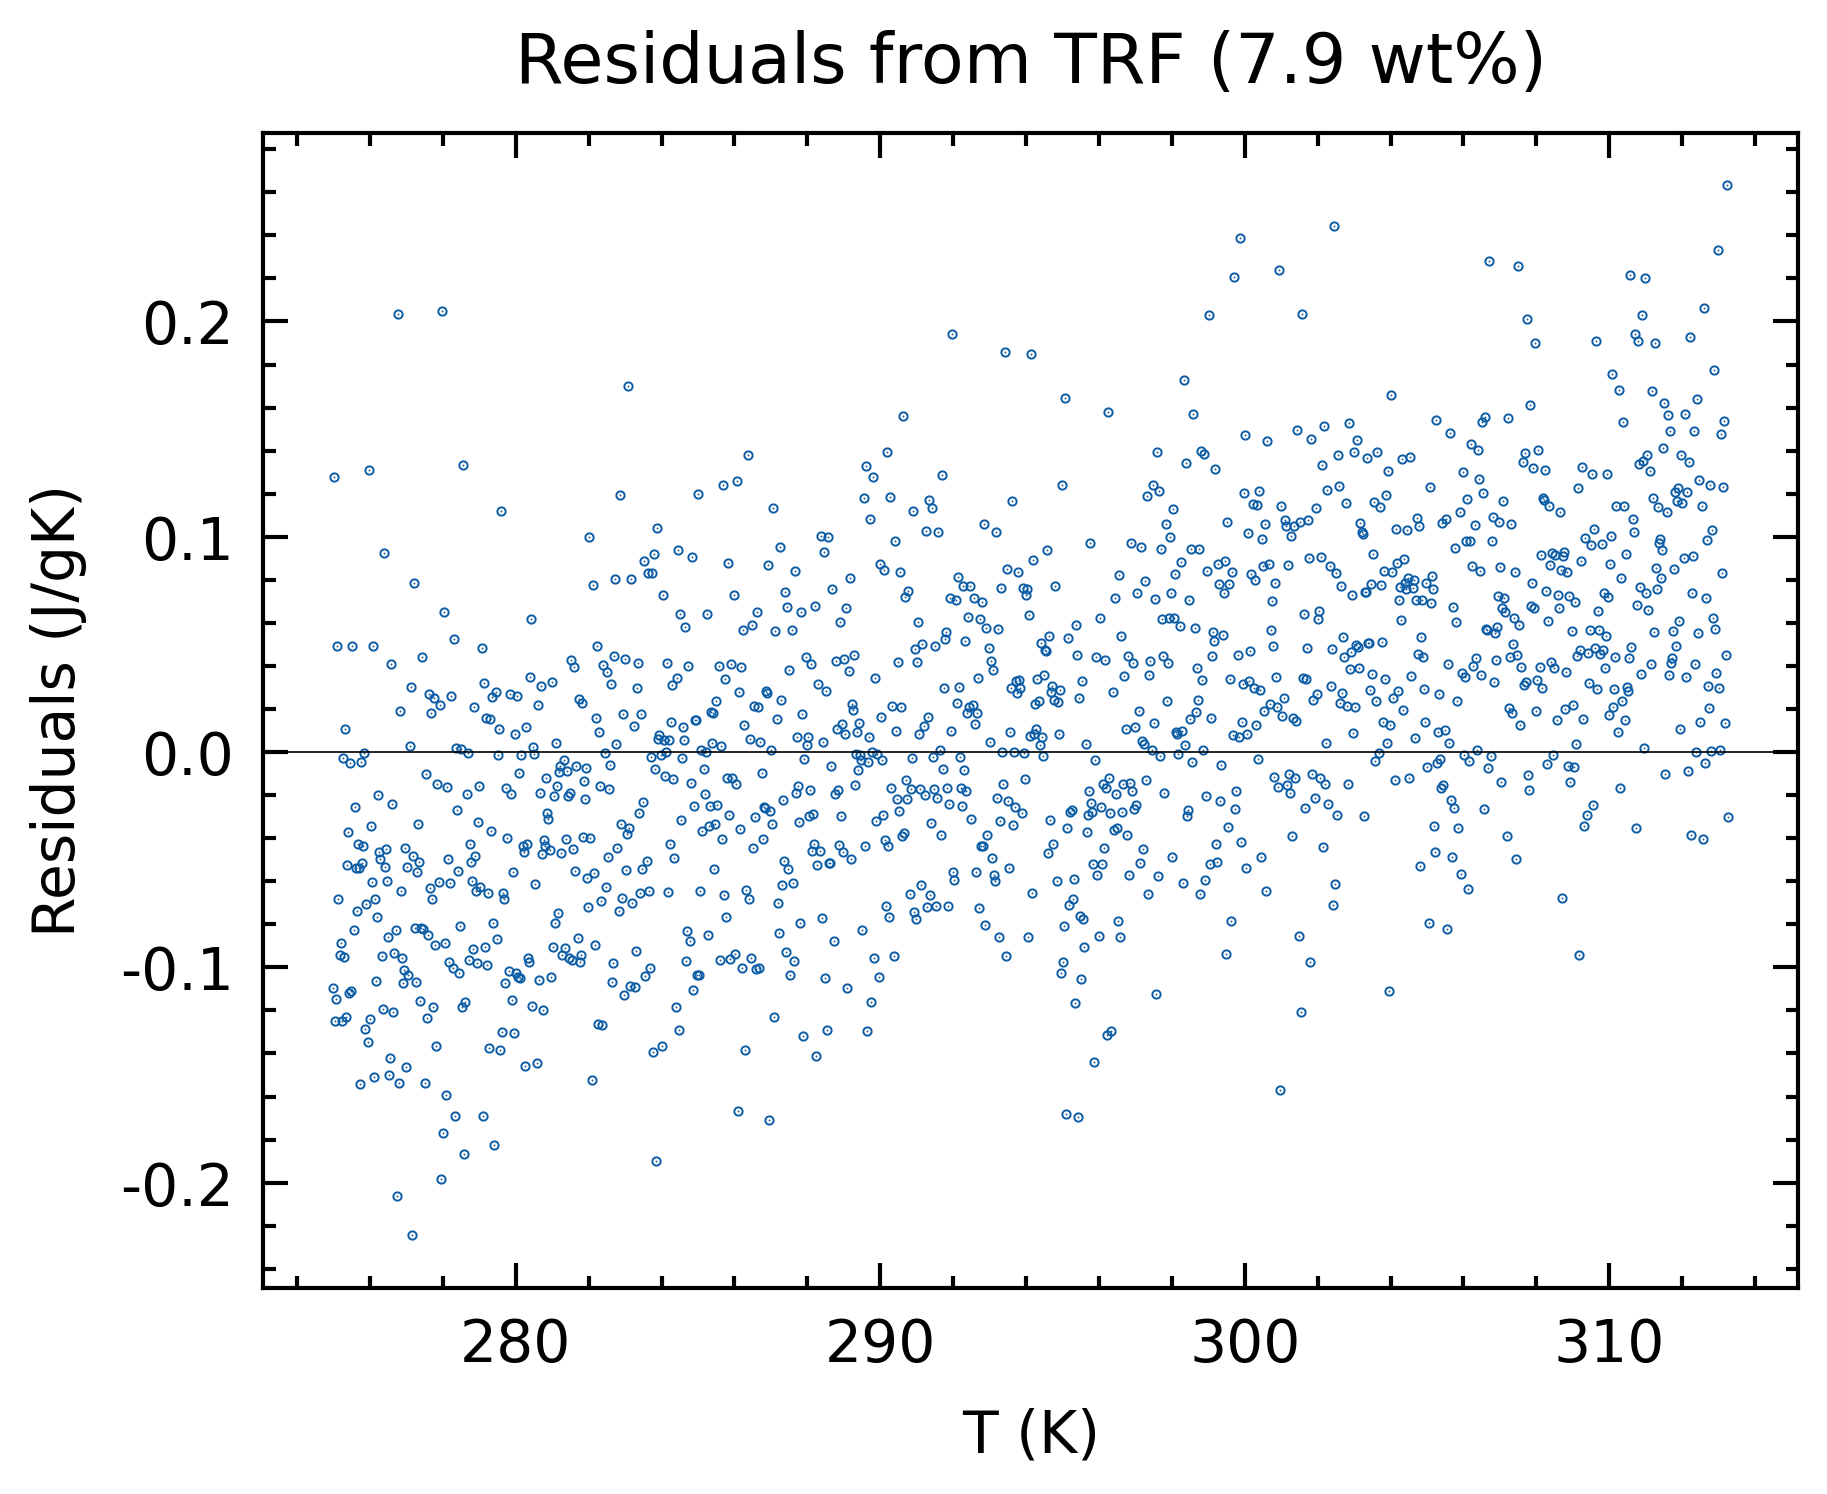 Residuals from TRF (7.9 wt%)
Residuals (J/gK)
0.2
0.1
0.0
-0.1
-0.2
280 290 300 310
T (K)